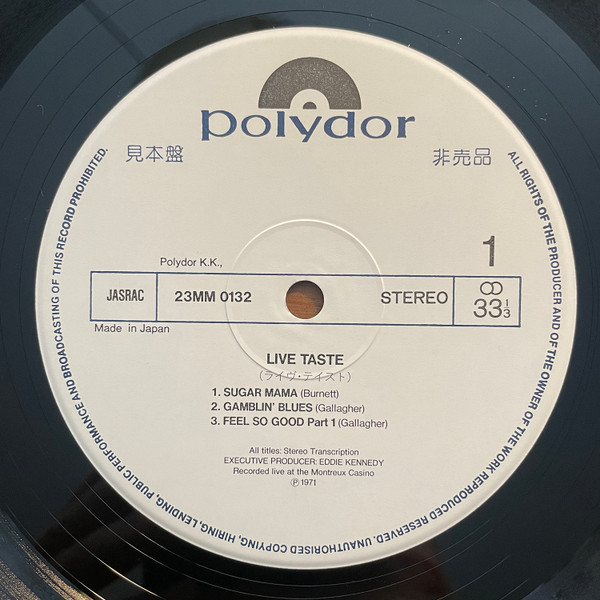 polydor
見本盤
非売品
1
Polydor K.K.,
JASRAC
23MM 0132
STEREO
33 1/3
Made in Japan
LIVE TASTE
(ライヴ・テイスト)
1. SUGAR MAMA (Burnett)
2. GAMBLIN' BLUES (Gallagher)
3. FEEL SO GOOD Part 1 (Gallagher)
All titles: Stereo Transcription
EXECUTIVE PRODUCER: EDDIE KENNEDY
Recorded live at the Montreux Casino
Ⓟ 1971
ALL RIGHTS OF THE PRODUCER AND OF THE OWNER OF THE WORK REPRODUCED RESERVED. UNAUTHORISED COPYING, HIRING, LENDING, PUBLIC PERFORMANCE AND BROADCASTING OF THIS RECORD PROHIBITED.